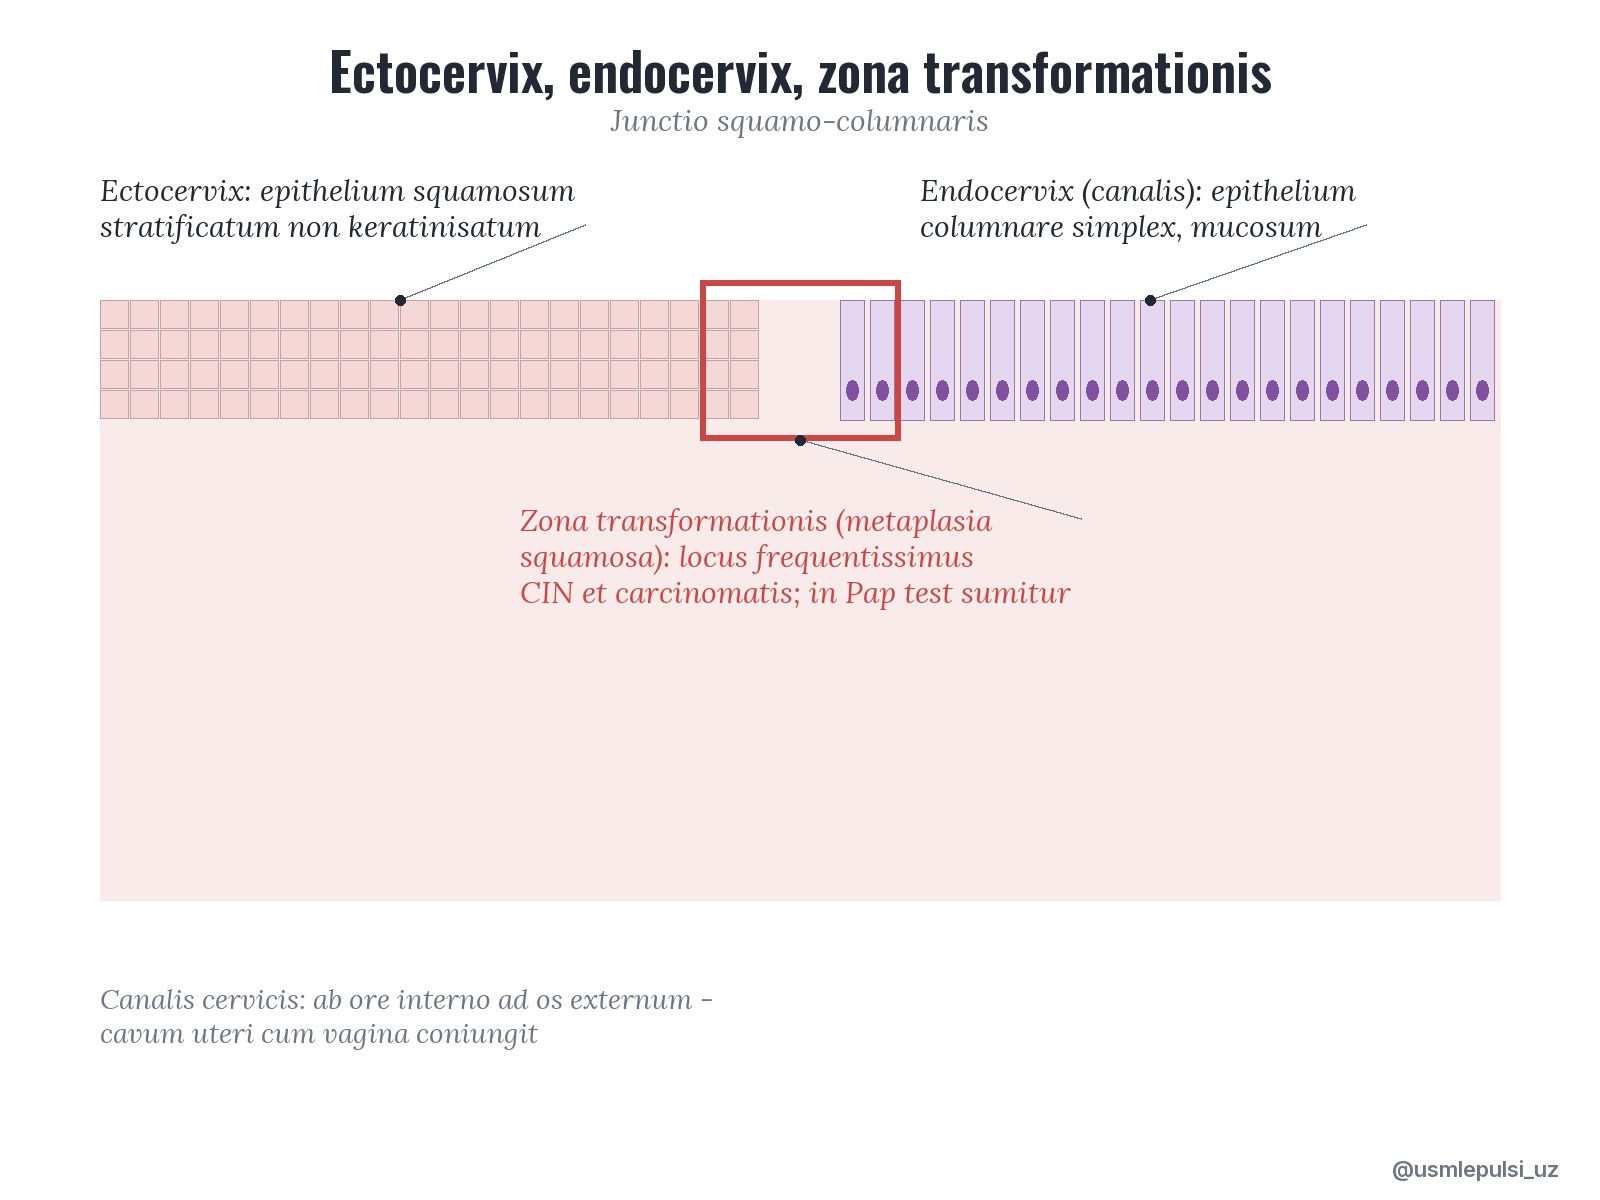 Ectocervix, endocervix, zona transformationis
Junctio squamo-columnaris
Ectocervix: epithelium squamosum
stratificatum non keratinisatum
Endocervix (canalis): epithelium
columnare simplex, mucosum
Zona transformationis (metaplasia
squamosa): locus frequentissimus
CIN et carcinomatis; in Pap test sumitur
Canalis cervicis: ab ore interno ad os externum -
cavum uteri cum vagina coniungit
@usmlepulsi_uz